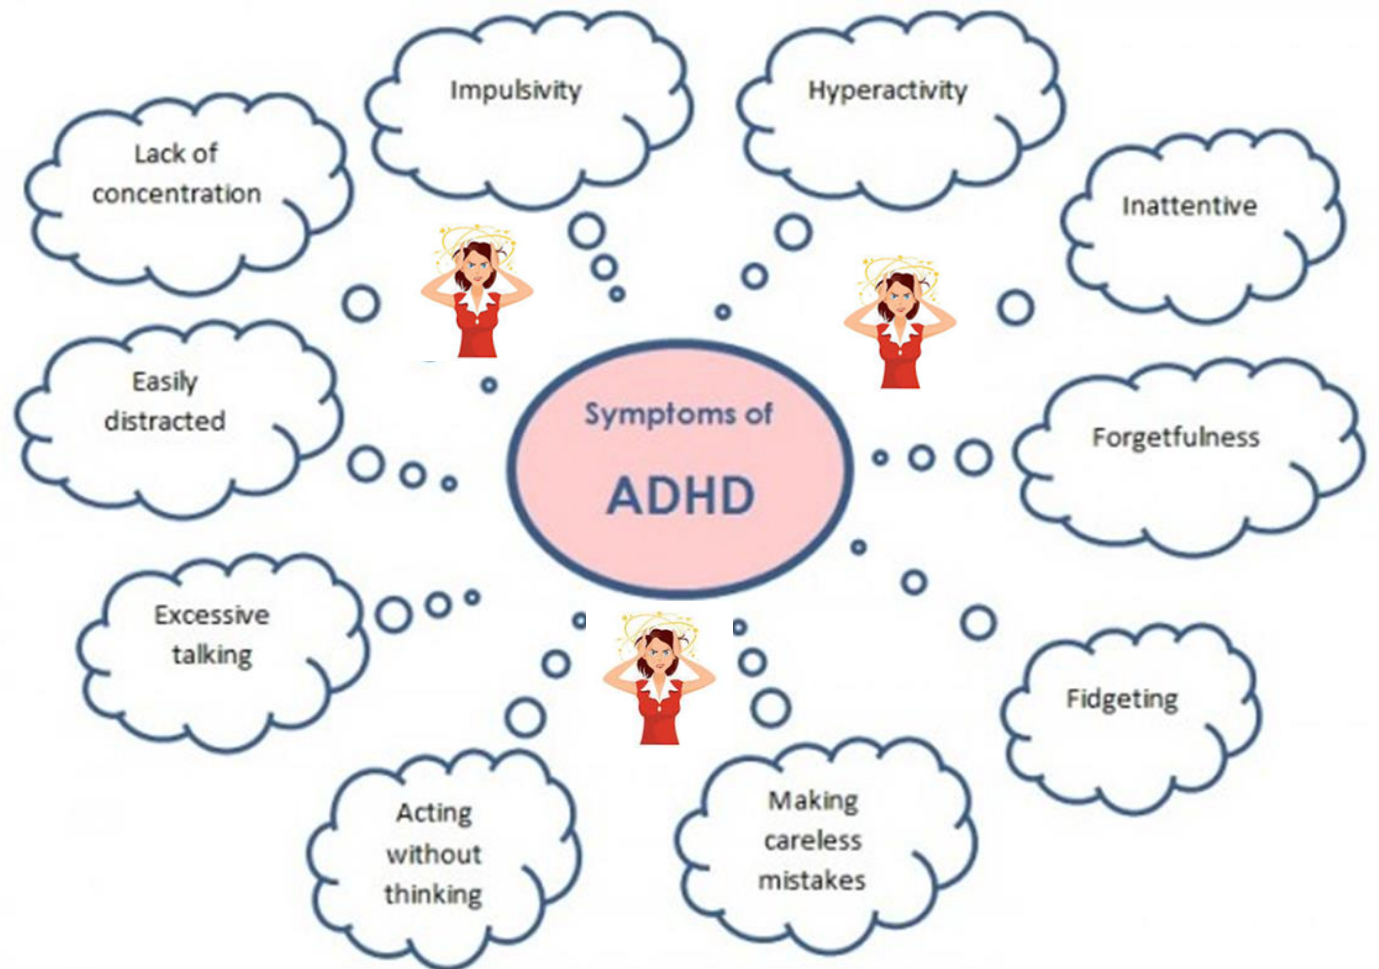 Impulsivity
Hyperactivity
Lack of
concentration
Inattentive
Easily
distracted
Symptoms of
ADHD
Forgetfulness
Excessive
talking
Fidgeting
Acting
without
thinking
Making
careless
mistakes